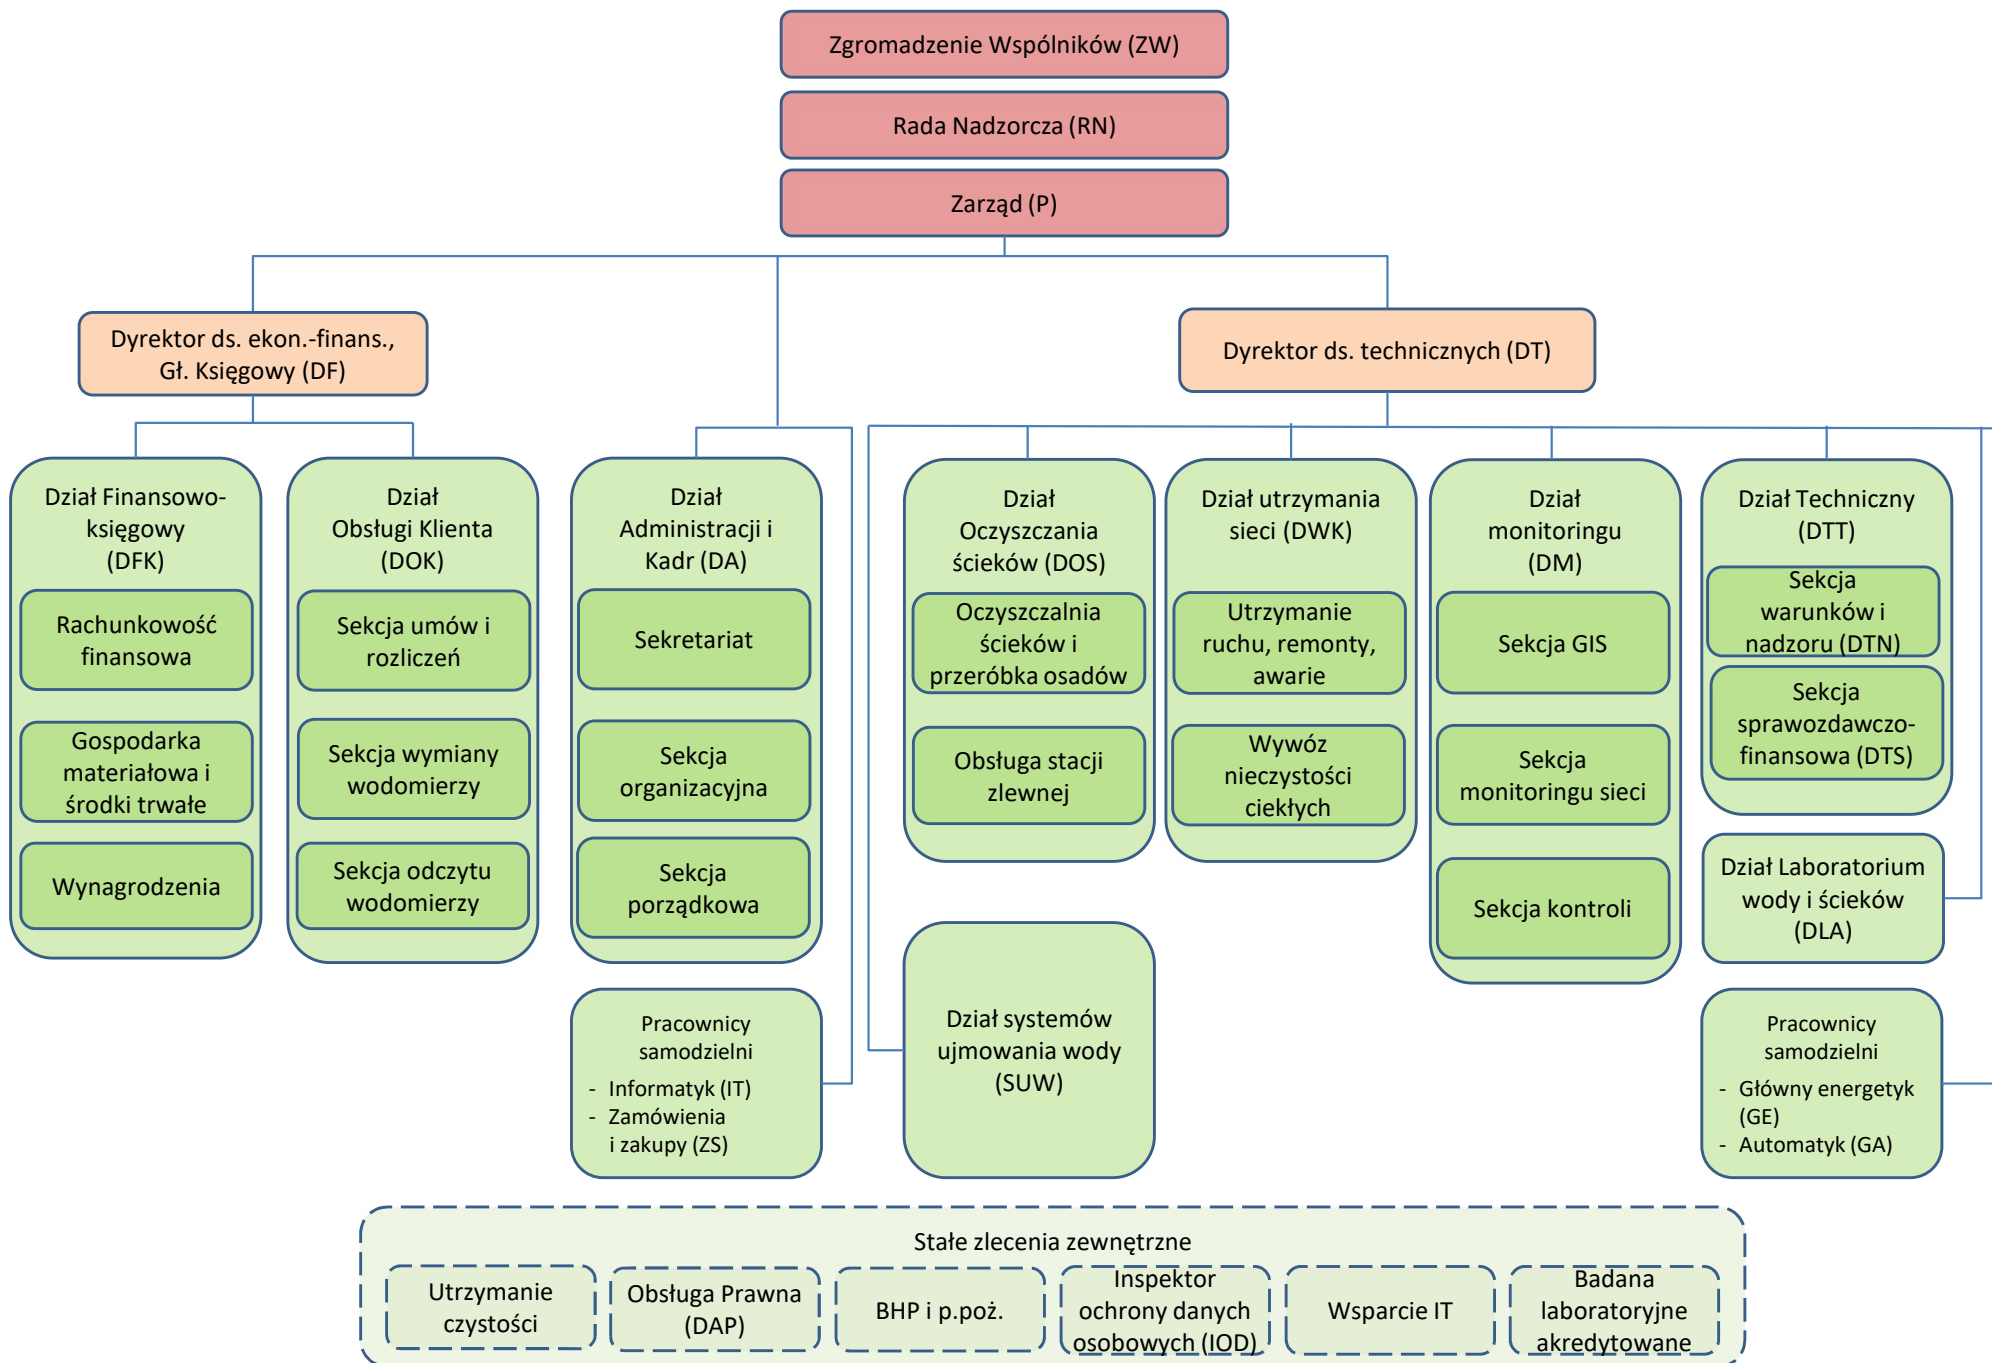 Zgromadzenie Wspólników (ZW)
Rada Nadzorcza (RN)
Zarząd (P)
Dyrektor ds. ekon.-finans.,
Gł. Księgowy (DF)
Dyrektor ds. technicznych (DT)
Dział Finansowo-
księgowy
(DFK)
Rachunkowość
finansowa
Gospodarka
materiałowa i
środki trwałe
Wynagrodzenia
Dział
Obsługi Klienta
(DOK)
Sekcja umów i
rozliczeń
Sekcja wymiany
wodomierzy
Sekcja odczytu
wodomierzy
Dział
Administracji i
Kadr (DA)
Sekretariat
Sekcja
organizacyjna
Sekcja
porządkowa
Pracownicy
samodzielni
- Informatyk (IT)
- Zamówienia
i zakupy (ZS)
Dział
Oczyszczania
ścieków (DOS)
Oczyszczalnia
ścieków i
przeróbka osadów
Obsługa stacji
zlewnej
Dział systemów
ujmowania wody
(SUW)
Dział utrzymania
sieci (DWK)
Utrzymanie
ruchu, remonty,
awarie
Wywóz
nieczystości
ciekłych
Dział
monitoringu
(DM)
Sekcja GIS
Sekcja
monitoringu sieci
Sekcja kontroli
Dział Techniczny
(DTT)
Sekcja
warunków i
nadzoru (DTN)
Sekcja
sprawozdawczo-
finansowa (DTS)
Dział Laboratorium
wody i ścieków
(DLA)
Pracownicy
samodzielni
- Główny energetyk
(GE)
- Automatyk (GA)
Stałe zlecenia zewnętrzne
Utrzymanie
czystości
Obsługa Prawna
(DAP)
BHP i p.poż.
Inspektor
ochrony danych
osobowych (IOD)
Wsparcie IT
Badana
laboratoryjne
akredytowane